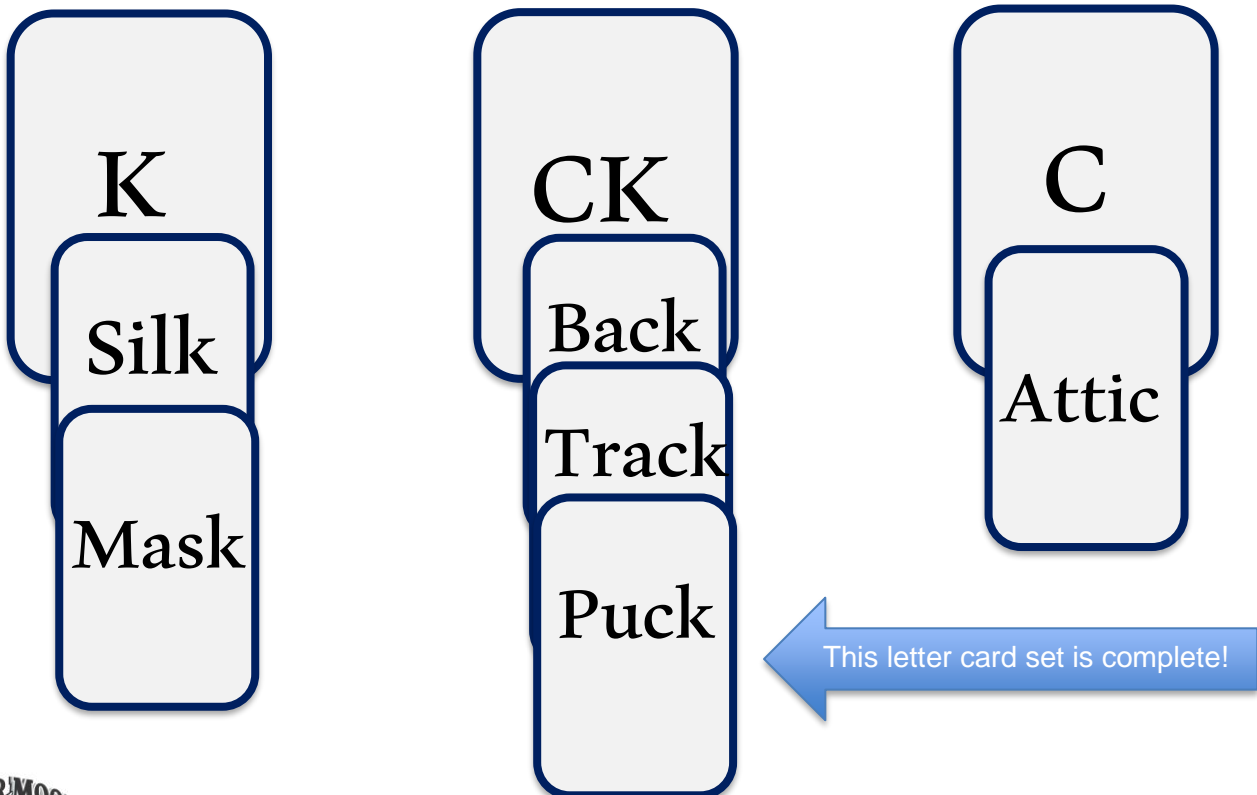 K
Silk
Mask
CK
Back
Track
Puck
C
Attic
This letter card set is complete!